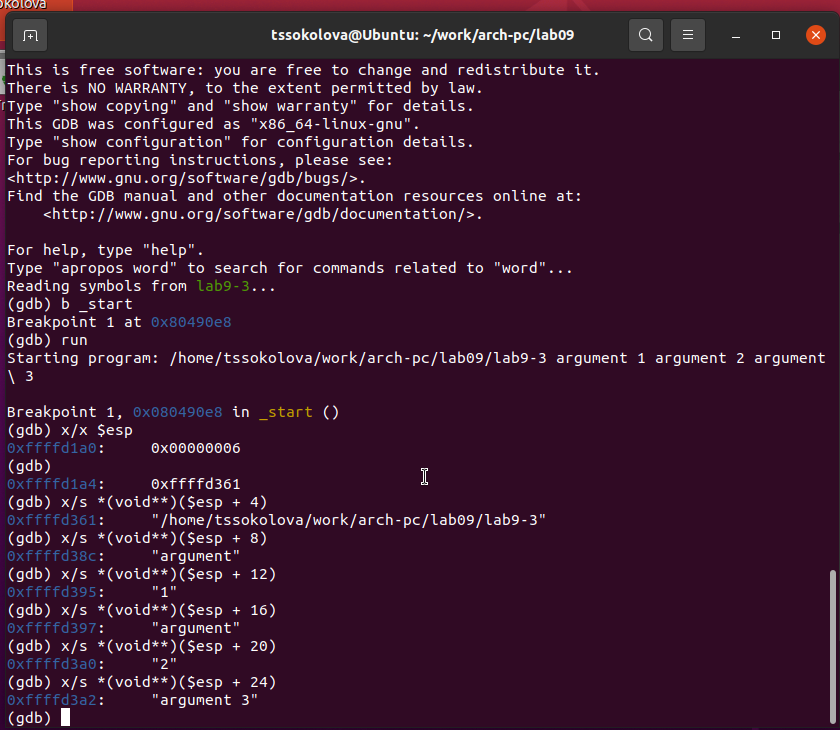 okolova
tssokolova@Ubuntu: ~/work/arch-pc/lab09
This is free software: you are free to change and redistribute it.
There is NO WARRANTY, to the extent permitted by law.
Type "show copying" and "show warranty" for details.
This GDB was configured as "x86_64-linux-gnu".
Type "show configuration" for configuration details.
For bug reporting instructions, please see:
<http://www.gnu.org/software/gdb/bugs/>.
Find the GDB manual and other documentation resources online at:
    <http://www.gnu.org/software/gdb/documentation/>.
For help, type "help".
Type "apropos word" to search for commands related to "word"...
Reading symbols from lab9-3...
(gdb) b _start
Breakpoint 1 at 0x80490e8
(gdb) run
Starting program: /home/tssokolova/work/arch-pc/lab09/lab9-3 argument 1 argument 2 argument
\ 3
Breakpoint 1, 0x080490e8 in _start ()
(gdb) x/x $esp
0xffffd1a0:     0x00000006
(gdb)
0xffffd1a4:     0xffffd361
(gdb) x/s *(void**)($esp + 4)
0xffffd361:     "/home/tssokolova/work/arch-pc/lab09/lab9-3"
(gdb) x/s *(void**)($esp + 8)
0xffffd38c:     "argument"
(gdb) x/s *(void**)($esp + 12)
0xffffd395:     "1"
(gdb) x/s *(void**)($esp + 16)
0xffffd397:     "argument"
(gdb) x/s *(void**)($esp + 20)
0xffffd3a0:     "2"
(gdb) x/s *(void**)($esp + 24)
0xffffd3a2:     "argument 3"
(gdb)